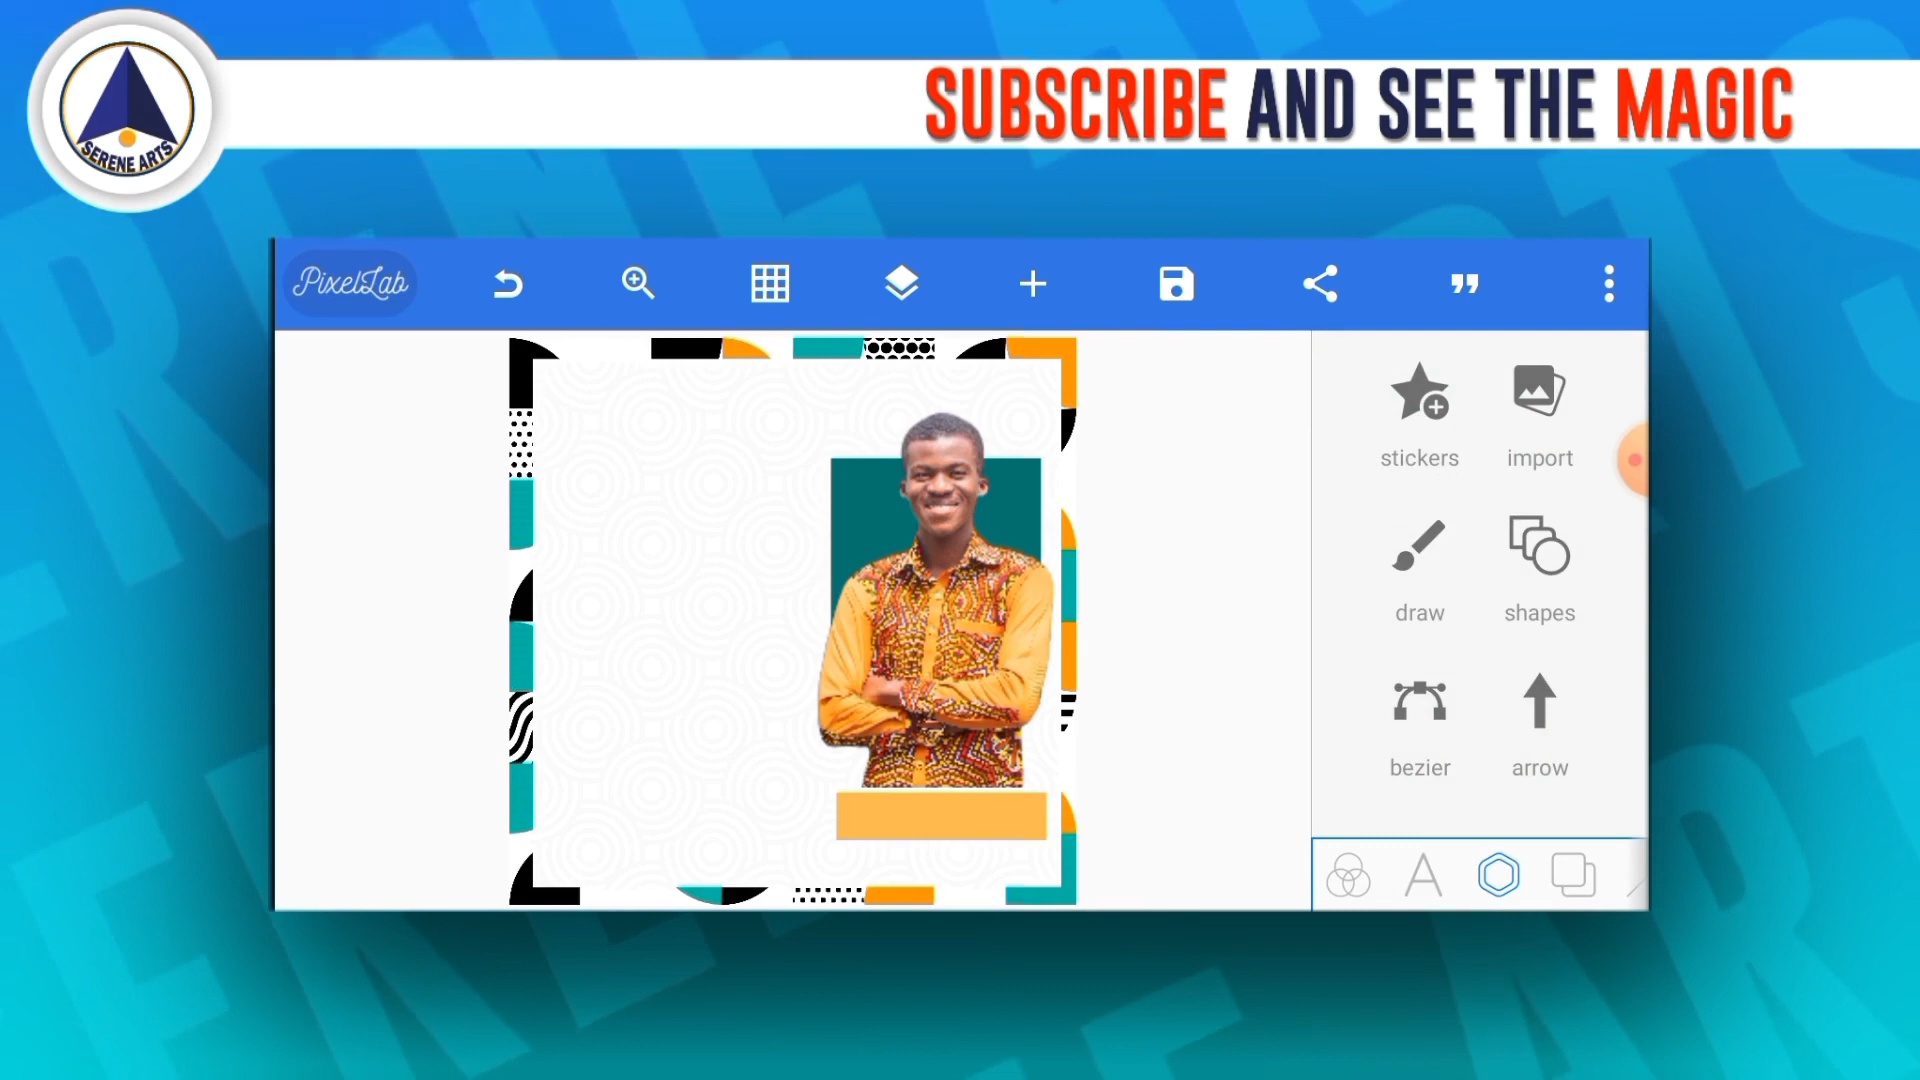 SUBSCRIBE AND SEE THE MAGIC
SERENE ARTS
PixelLab
stickers
import
draw
shapes
bezier
arrow